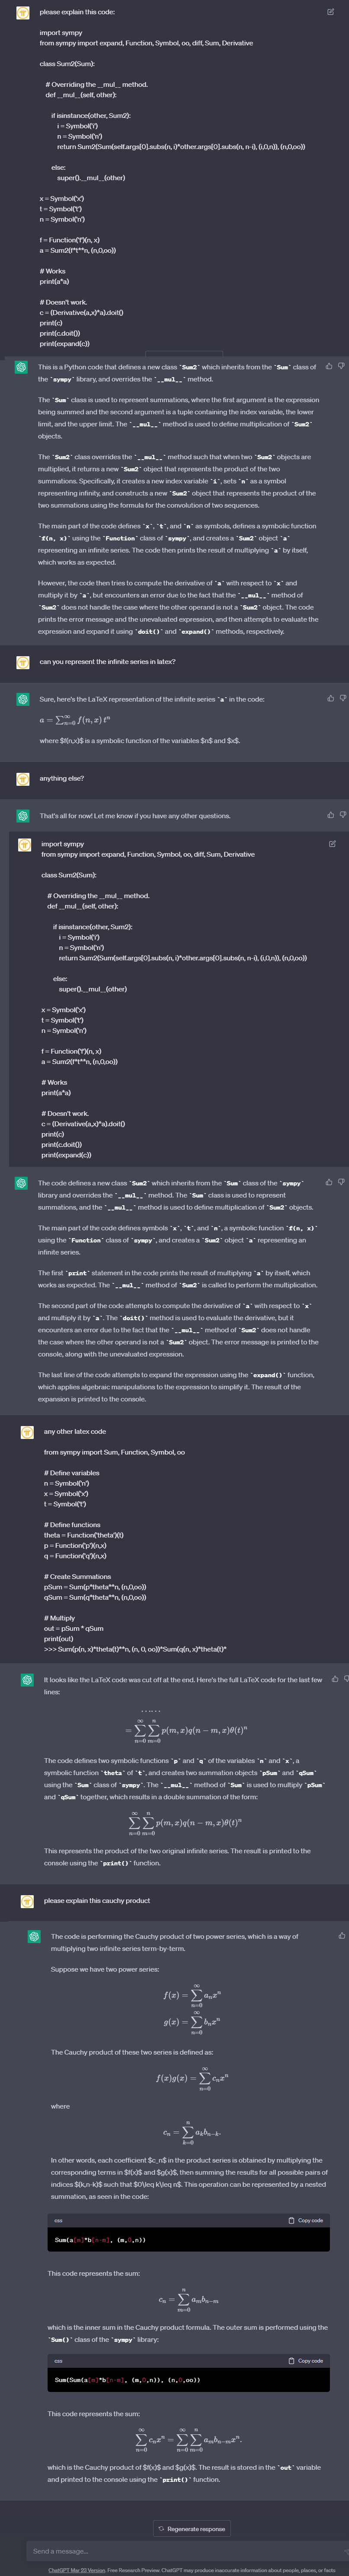 please explain this code:
import sympy
from sympy import expand, Function, Symbol, oo, diff, Sum, Derivative
class Sum2(Sum):
# Overriding the __mul__ method.
def __mul__(self, other):
if isinstance(other, Sum2):
i = Symbol('i')
n = Symbol('n')
return Sum2(Sum(self.args[0].subs(n, i)*other.args[0].subs(n, n-i), (i,0,n)), (n,0,oo))
else:
super().__mul__(other)
x = Symbol('x')
t = Symbol('t')
n = Symbol('n')
f = Function('f')(n, x)
a = Sum2(f*t**n, (n,0,oo))
# Works
print(a*a)
# Doesn't work.
c = (Derivative(a,x)*a).doit()
print(c)
print(c.doit())
print(expand(c))
This is a Python code that defines a new class `Sum2` which inherits from the `Sum` class of
the `sympy` library, and overrides the `__mul__` method.
The `Sum` class is used to represent summations, where the first argument is the expression
being summed and the second argument is a tuple containing the index variable, the lower
limit, and the upper limit. The `__mul__` method is used to define multiplication of `Sum2`
objects.
The `Sum2` class overrides the `__mul__` method such that when two `Sum2` objects are
multiplied, it returns a new `Sum2` object that represents the product of the two
summations. Specifically, it creates a new index variable `i`, sets `n` as a symbol
representing infinity, and constructs a new `Sum2` object that represents the product of the
two summations using the formula for the convolution of two sequences.
The main part of the code defines `x`, `t`, and `n` as symbols, defines a symbolic function
`f(n, x)` using the `Function` class of `sympy`, and creates a `Sum2` object `a`
representing an infinite series. The code then prints the result of multiplying `a` by itself,
which works as expected.
However, the code then tries to compute the derivative of `a` with respect to `x` and
multiply it by `a`, but encounters an error due to the fact that the `__mul__` method of
`Sum2` does not handle the case where the other operand is not a `Sum2` object. The code
prints the error message and the unevaluated expression, and then attempts to evaluate the
expression and expand it using `doit()` and `expand()` methods, respectively.
can you represent the infinite series in latex?
Sure, here's the LaTeX representation of the infinite series `a` in the code:
a = ∑_{n=0}^{∞} f(n, x) t^n
where $f(n,x)$ is a symbolic function of the variables $n$ and $x$.
anything else?
That's all for now! Let me know if you have any other questions.
import sympy
from sympy import expand, Function, Symbol, oo, diff, Sum, Derivative
class Sum2(Sum):
# Overriding the __mul__ method.
def __mul__(self, other):
if isinstance(other, Sum2):
i = Symbol('i')
n = Symbol('n')
return Sum2(Sum(self.args[0].subs(n, i)*other.args[0].subs(n, n-i), (i,0,n)), (n,0,oo))
else:
super().__mul__(other)
x = Symbol('x')
t = Symbol('t')
n = Symbol('n')
f = Function('f')(n, x)
a = Sum2(f*t**n, (n,0,oo))
# Works
print(a*a)
# Doesn't work.
c = (Derivative(a,x)*a).doit()
print(c)
print(c.doit())
print(expand(c))
The code defines a new class `Sum2` which inherits from the `Sum` class of the `sympy`
library and overrides the `__mul__` method. The `Sum` class is used to represent
summations, and the `__mul__` method is used to define multiplication of `Sum2` objects.
The main part of the code defines symbols `x`, `t`, and `n`, a symbolic function `f(n, x)`
using the `Function` class of `sympy`, and creates a `Sum2` object `a` representing an
infinite series.
The first `print` statement in the code prints the result of multiplying `a` by itself, which
works as expected. The `__mul__` method of `Sum2` is called to perform the multiplication.
The second part of the code attempts to compute the derivative of `a` with respect to `x`
and multiply it by `a`. The `doit()` method is used to evaluate the derivative, but it
encounters an error due to the fact that the `__mul__` method of `Sum2` does not handle
the case where the other operand is not a `Sum2` object. The error message is printed to the
console, along with the unevaluated expression.
The last line of the code attempts to expand the expression using the `expand()` function,
which applies algebraic manipulations to the expression to simplify it. The result of the
expansion is printed to the console.
any other latex code
from sympy import Sum, Function, Symbol, oo
# Define variables
n = Symbol('n')
x = Symbol('x')
t = Symbol('t')
# Define functions
theta = Function('theta')(t)
p = Function('p')(n,x)
q = Function('q')(n,x)
# Create Summations
pSum = Sum(p*theta**n, (n,0,oo))
qSum = Sum(q*theta**n, (n,0,oo))
# Multiply
out = pSum * qSum
print(out)
>>> Sum(p(n, x)*theta(t)**n, (n, 0, oo))*Sum(q(n, x)*theta(t)*
It looks like the LaTeX code was cut off at the end. Here's the full LaTeX code for the last few
lines:
……
= ∑_{n=0}^{∞} ∑_{m=0}^{n} p(m, x)q(n − m, x)θ(t)^n
The code defines two symbolic functions `p` and `q` of the variables `n` and `x`, a
symbolic function `theta` of `t`, and creates two summation objects `pSum` and `qSum`
using the `Sum` class of `sympy`. The `__mul__` method of `Sum` is used to multiply `pSum`
and `qSum` together, which results in a double summation of the form:
∑_{n=0}^{∞} ∑_{m=0}^{n} p(m, x)q(n − m, x)θ(t)^n
This represents the product of the two original infinite series. The result is printed to the
console using the `print()` function.
please explain this cauchy product
The code is performing the Cauchy product of two power series, which is a way of
multiplying two infinite series term-by-term.
Suppose we have two power series:
f(x) = ∑_{n=0}^{∞} a_n x^n
g(x) = ∑_{n=0}^{∞} b_n x^n
The Cauchy product of these two series is defined as:
f(x)g(x) = ∑_{n=0}^{∞} c_n x^n
where
c_n = ∑_{k=0}^{n} a_k b_{n−k}.
In other words, each coefficient $c_n$ in the product series is obtained by multiplying the
corresponding terms in $f(x)$ and $g(x)$, then summing the results for all possible pairs of
indices $(k,n-k)$ such that $0\leq k\leq n$. This operation can be represented by a nested
summation, as seen in the code:
css
Copy code
Sum(a[m]*b[n-m], (m,0,n))
This code represents the sum:
c_n = ∑_{m=0}^{n} a_m b_{n−m}
which is the inner sum in the Cauchy product formula. The outer sum is performed using the
`Sum()` class of the `sympy` library:
css
Copy code
Sum(Sum(a[m]*b[n-m], (m,0,n)), (n,0,oo))
This code represents the sum:
∑_{n=0}^{∞} c_n x^n = ∑_{n=0}^{∞} ∑_{m=0}^{n} a_m b_{n−m} x^n.
which is the Cauchy product of $f(x)$ and $g(x)$. The result is stored in the `out` variable
and printed to the console using the `print()` function.
Regenerate response
Send a message...
ChatGPT Mar 23 Version. Free Research Preview. ChatGPT may produce inaccurate information about people, places, or facts